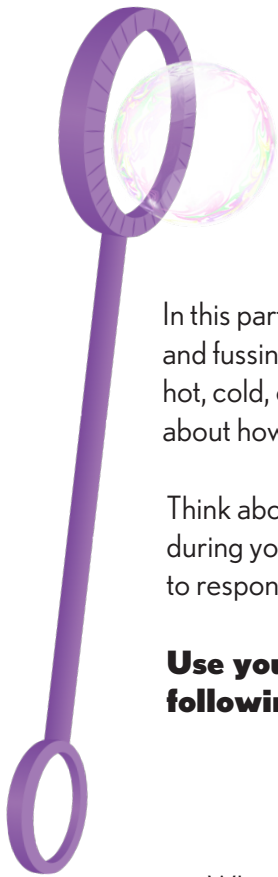 In this part
and fussin
hot, cold,
about how
Think abo
during yo
to respon
Use you
followin